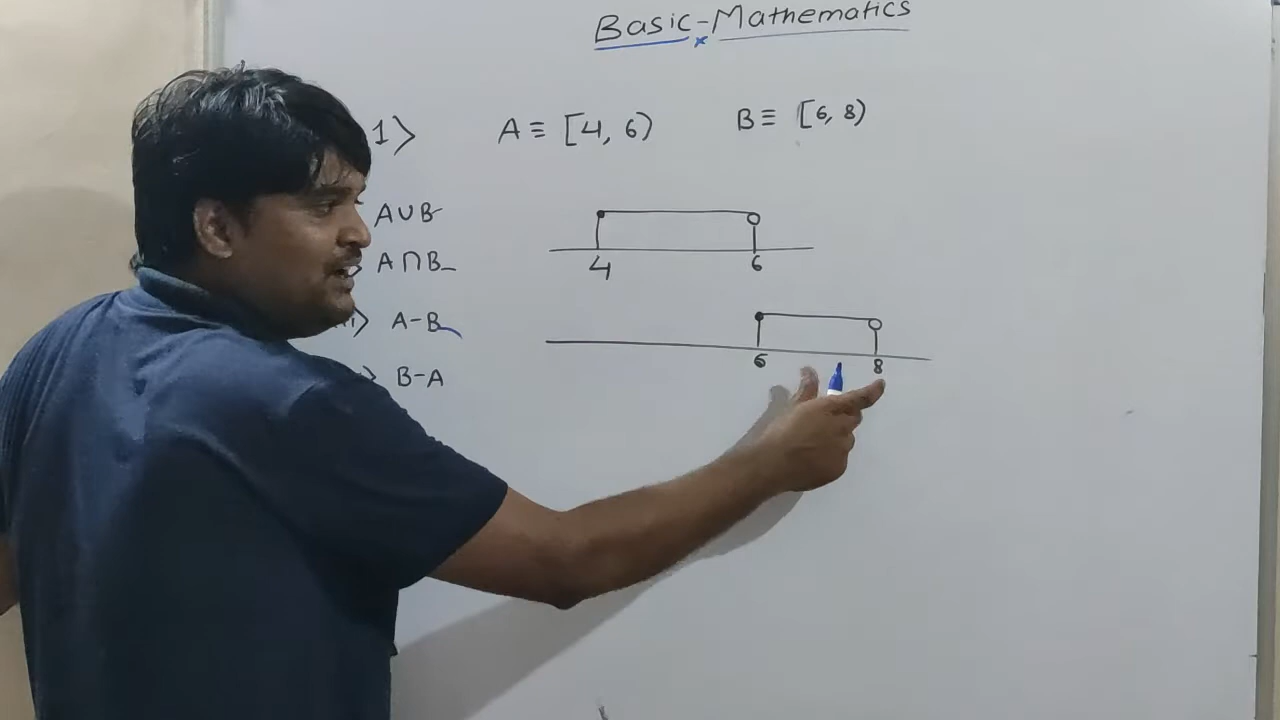 Basic-Mathematics
1> A ≡ [4, 6) B ≡ [6, 8)
A∪B
4 6
A∩B
> A-B
6 8
> B-A